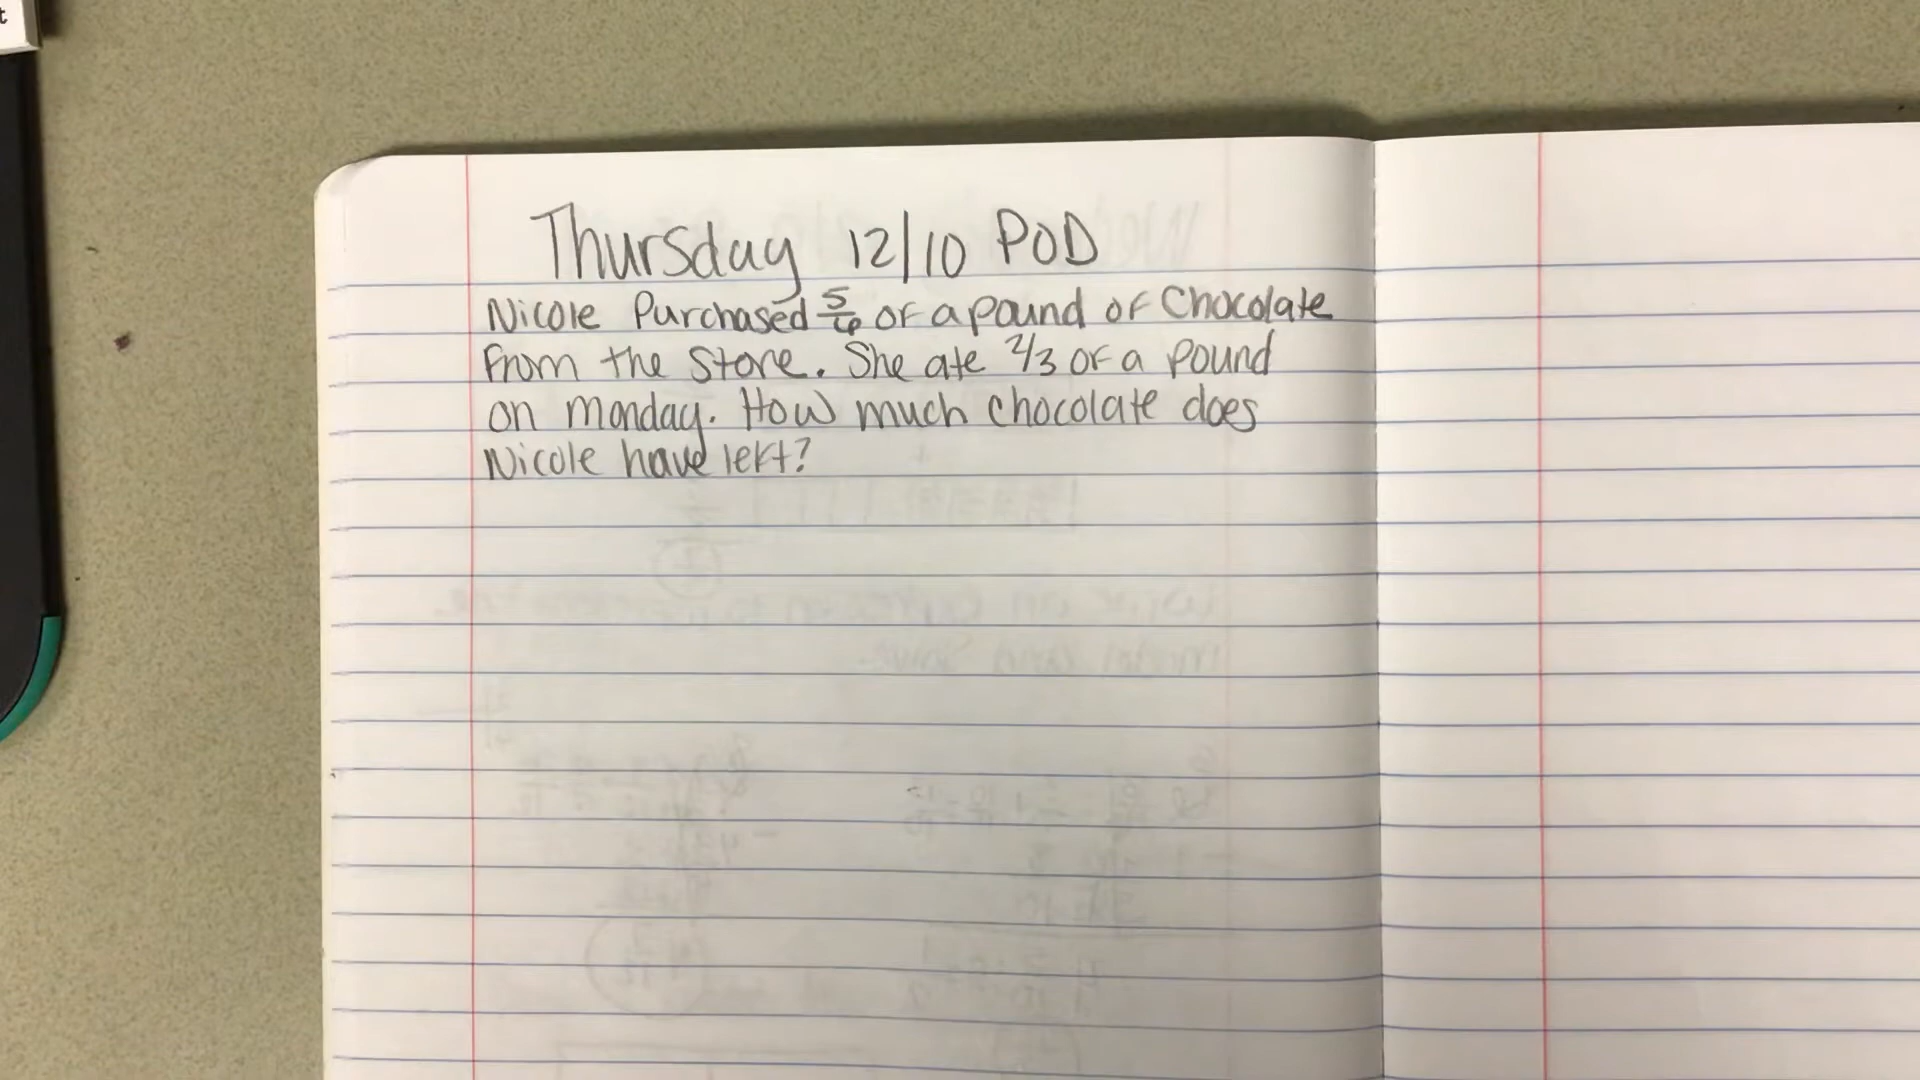 Thursday 12/10 POD
Nicole Purchased 5/6 of a pound of Chocolate
From the Store. She ate 2/3 of a pound
on monday. How much chocolate does
Nicole have left?